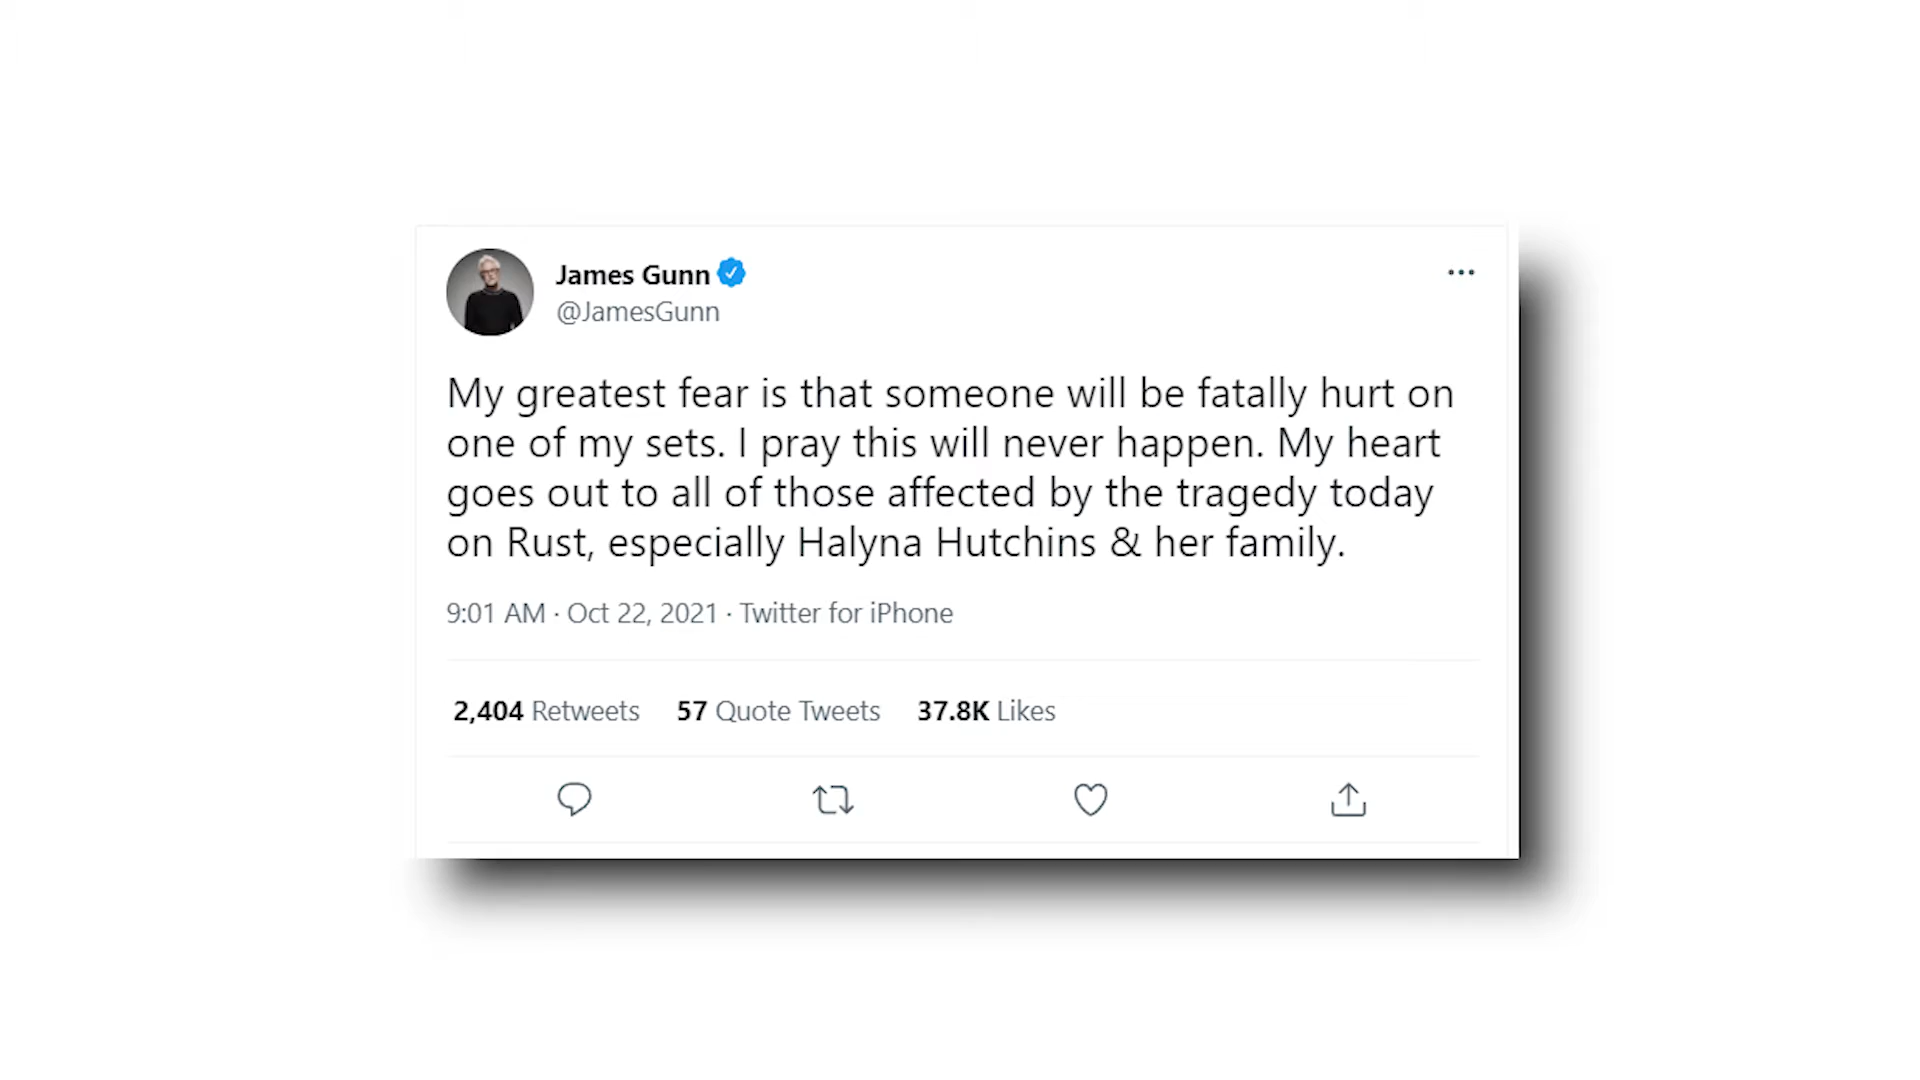 James Gunn
@JamesGunn
My greatest fear is that someone will be fatally hurt on
one of my sets. I pray this will never happen. My heart
goes out to all of those affected by the tragedy today
on Rust, especially Halyna Hutchins & her family.
9:01 AM · Oct 22, 2021 · Twitter for iPhone
2,404 Retweets 57 Quote Tweets 37.8K Likes